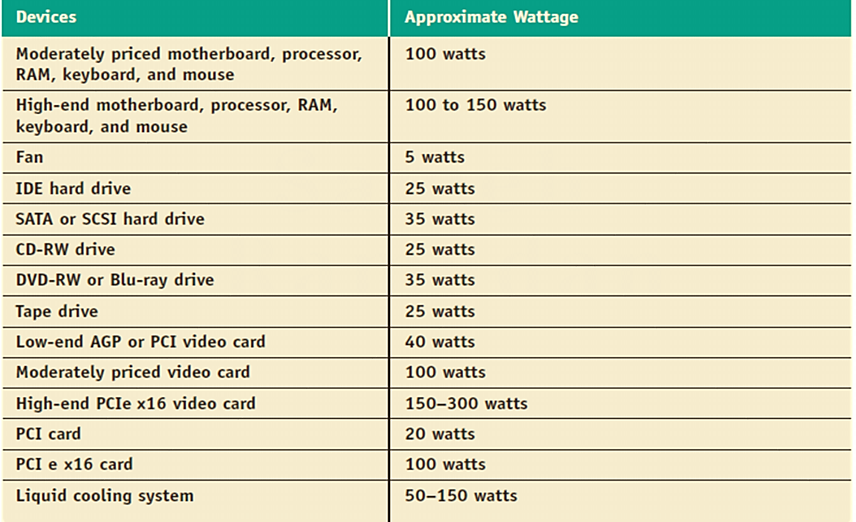 Devices Approximate Wattage
Moderately priced motherboard, processor, 100 watts
RAM, keyboard, and mouse
High-end motherboard, processor, RAM, 100 to 150 watts
keyboard, and mouse
Fan 5 watts
IDE hard drive 25 watts
SATA or SCSI hard drive 35 watts
CD-RW drive 25 watts
DVD-RW or Blu-ray drive 35 watts
Tape drive 25 watts
Low-end AGP or PCI video card 40 watts
Moderately priced video card 100 watts
High-end PCIe x16 video card 150–300 watts
PCI card 20 watts
PCI e x16 card 100 watts
Liquid cooling system 50–150 watts